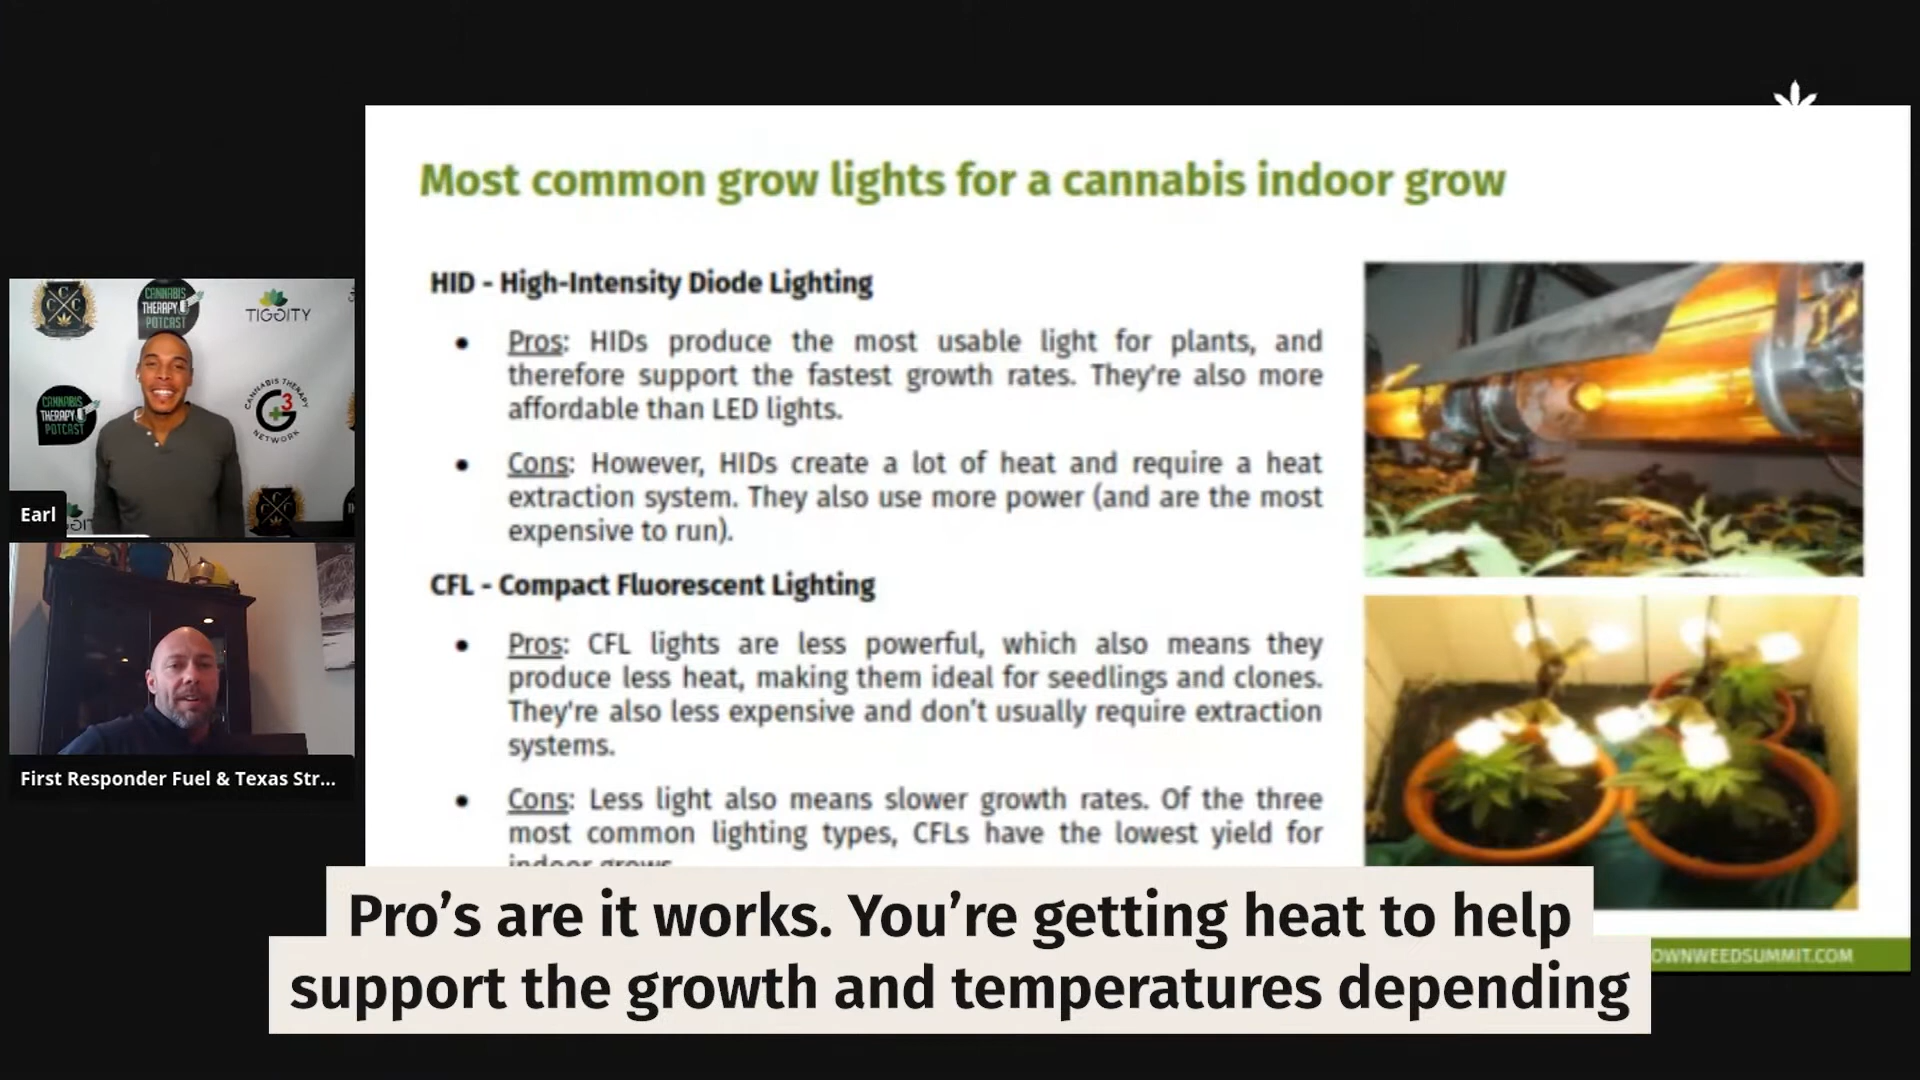 Most common grow lights for a cannabis indoor grow
HID - High-Intensity Diode Lighting
● Pros: HIDs produce the most usable light for plants, and
therefore support the fastest growth rates. They're also more
affordable than LED lights.
● Cons: However, HIDs create a lot of heat and require a heat
extraction system. They also use more power (and are the most
expensive to run).
CFL - Compact Fluorescent Lighting
● Pros: CFL lights are less powerful, which also means they
produce less heat, making them ideal for seedlings and clones.
They're also less expensive and don't usually require extraction
systems.
● Cons: Less light also means slower growth rates. Of the three
most common lighting types, CFLs have the lowest yield for
indoor grows.
OWNWEEDSUMMIT.COM
CCC
CANNABIS
THERAPY
POTCAST
TIGGITY
CANNABIS
THERAPY
POTCAST
CANNABIS THERAPY
G3
NETWORK
Earl
First Responder Fuel & Texas Str...
Pro’s are it works. You’re getting heat to help
support the growth and temperatures depending